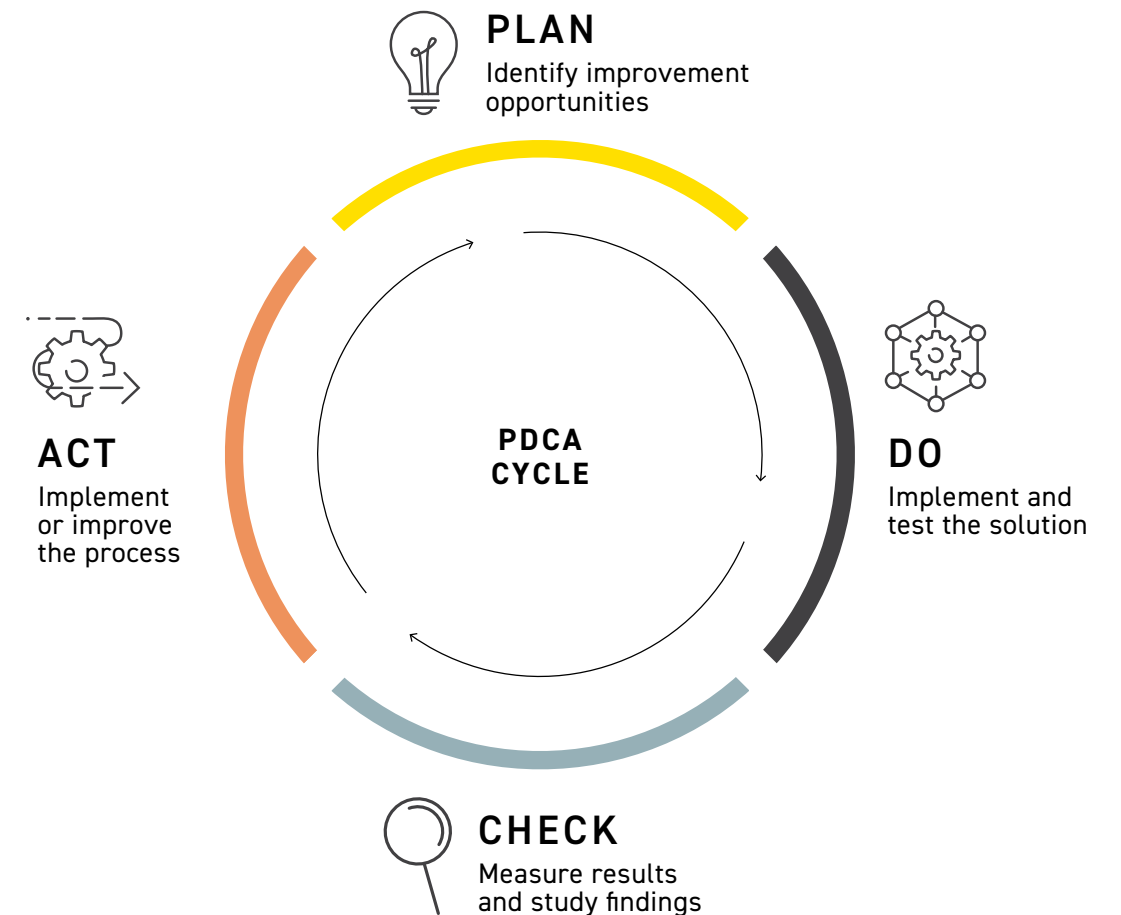 PLAN
Identify improvement
opportunities
PDCA
CYCLE
ACT
Implement
or improve
the process
DO
Implement and
test the solution
CHECK
Measure results
and study findings